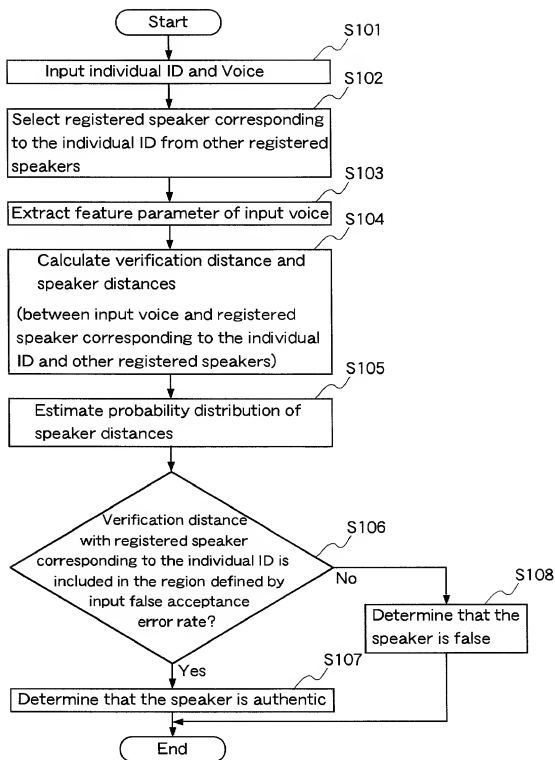 Start
S101
Input individual ID and Voice
S102
Select registered speaker corresponding
to the individual ID from other registered
speakers
S103
Extract feature parameter of input voice
S104
Calculate verification distance and
speaker distances
(between input voice and registered
speaker corresponding to the individual
ID and other registered speakers)
S105
Estimate probability distribution of
speaker distances
S106
Verification distance
with registered speaker
corresponding to the individual ID is
included in the region defined by
input false acceptance
error rate?
No
S108
Determine that the
speaker is false
Yes
S107
Determine that the speaker is authentic
End